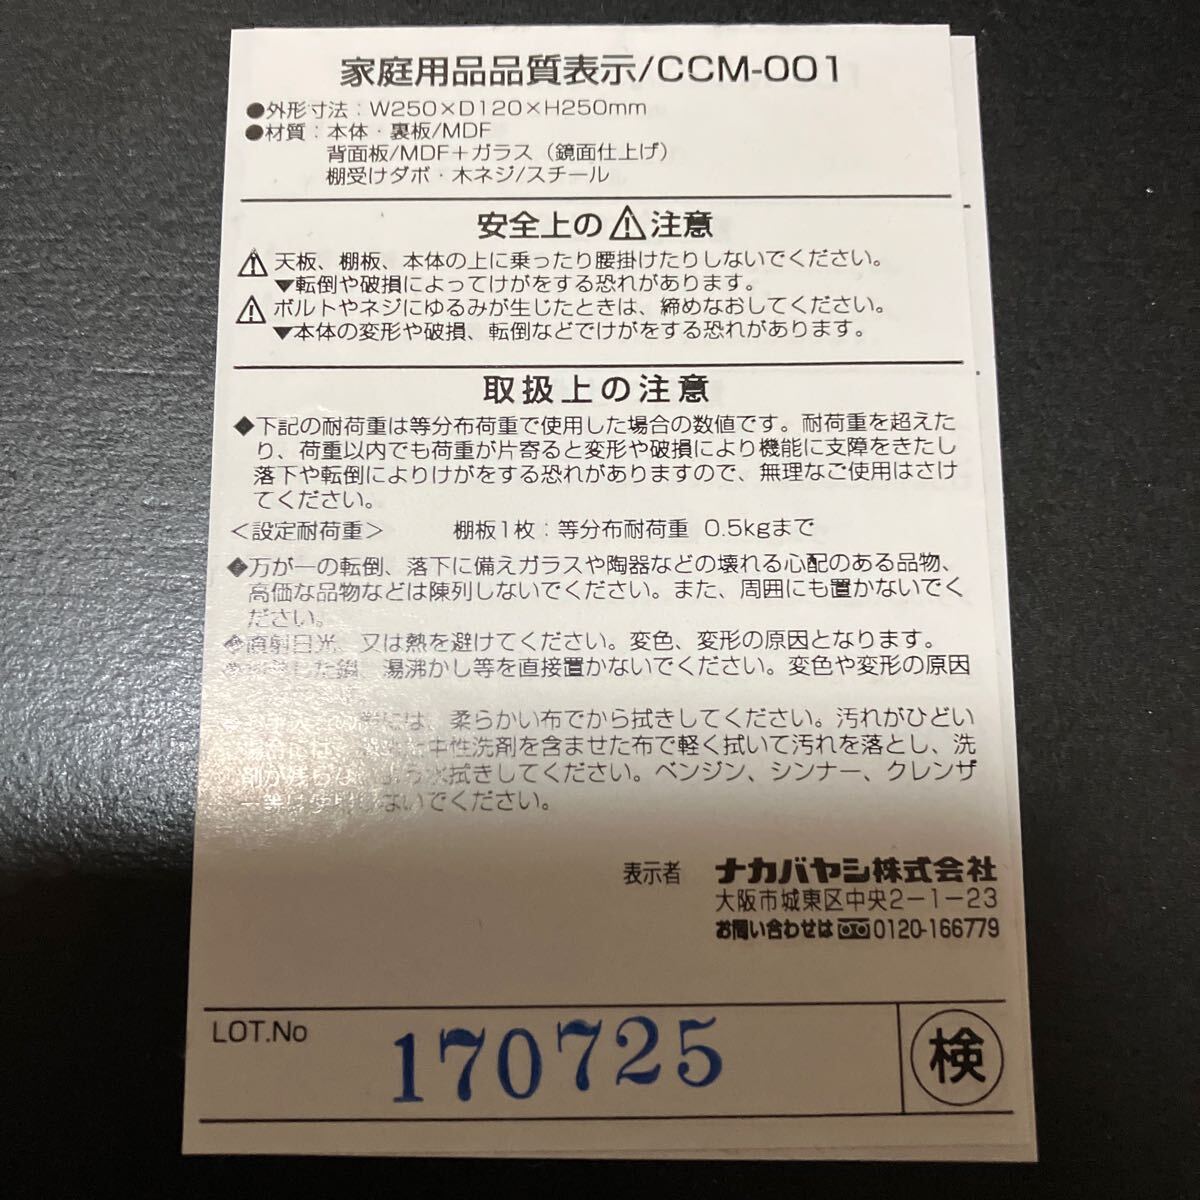 家庭用品品質表示/CCM-001
●外形寸法：W250×D120×H250mm
●材質：本体・裏板/MDF
背面板/MDF＋ガラス（鏡面仕上げ）
棚受けダボ・木ネジ/スチール
安全上の⚠注意
⚠天板、棚板、本体の上に乗ったり腰掛けたりしないでください。
▼転倒や破損によってけがをする恐れがあります。
⚠ボルトやネジにゆるみが生じたときは、締めなおしてください。
▼本体の変形や破損、転倒などでけがをする恐れがあります。
取扱上の注意
◆下記の耐荷重は等分布荷重で使用した場合の数値です。耐荷重を超えた
り、荷重以内でも荷重が片寄ると変形や破損により機能に支障をきたし
落下や転倒によりけがをする恐れがありますので、無理なご使用はさけ
てください。
＜設定耐荷重＞　棚板1枚：等分布耐荷重 0.5kgまで
◆万が一の転倒、落下に備えガラスや陶器などの壊れる心配のある品物、
高価な品物などは陳列しないでください。また、周囲にも置かないでく
ださい。
◆直射日光、又は熱を避けてください。変色、変形の原因となります。
した鍋、湯沸かし等を直接置かないでください。変色や変形の原因
には、柔らかい布でから拭きしてください。汚れがひどい
場合には、中性洗剤を含ませた布で軽く拭いて汚れを落とし、洗
剤が残らないよう水拭きしてください。ベンジン、シンナー、クレンザ
ー等は使用しないでください。
表示者 ナカバヤシ株式会社
大阪市城東区中央2－1－23
お問い合わせは 0120-166779
LOT.No 170725 検